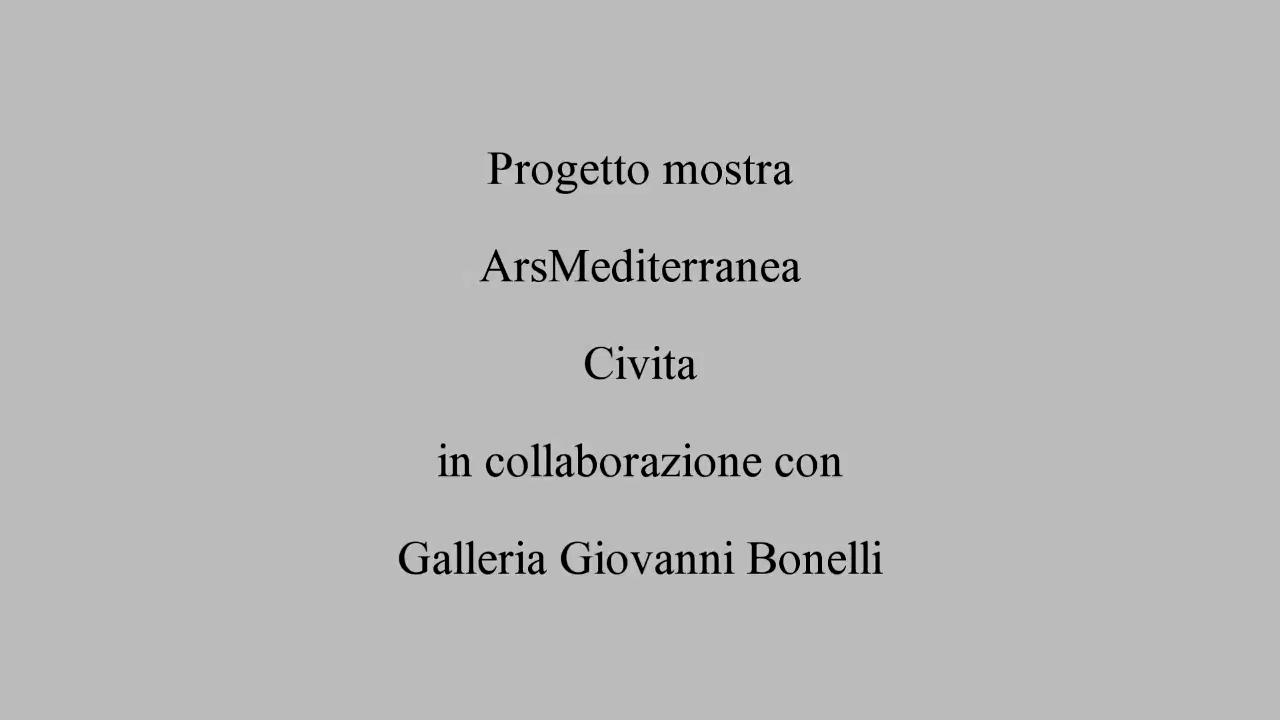 Progetto mostra
ArsMediterranea
Civita
in collaborazione con
Galleria Giovanni Bonelli